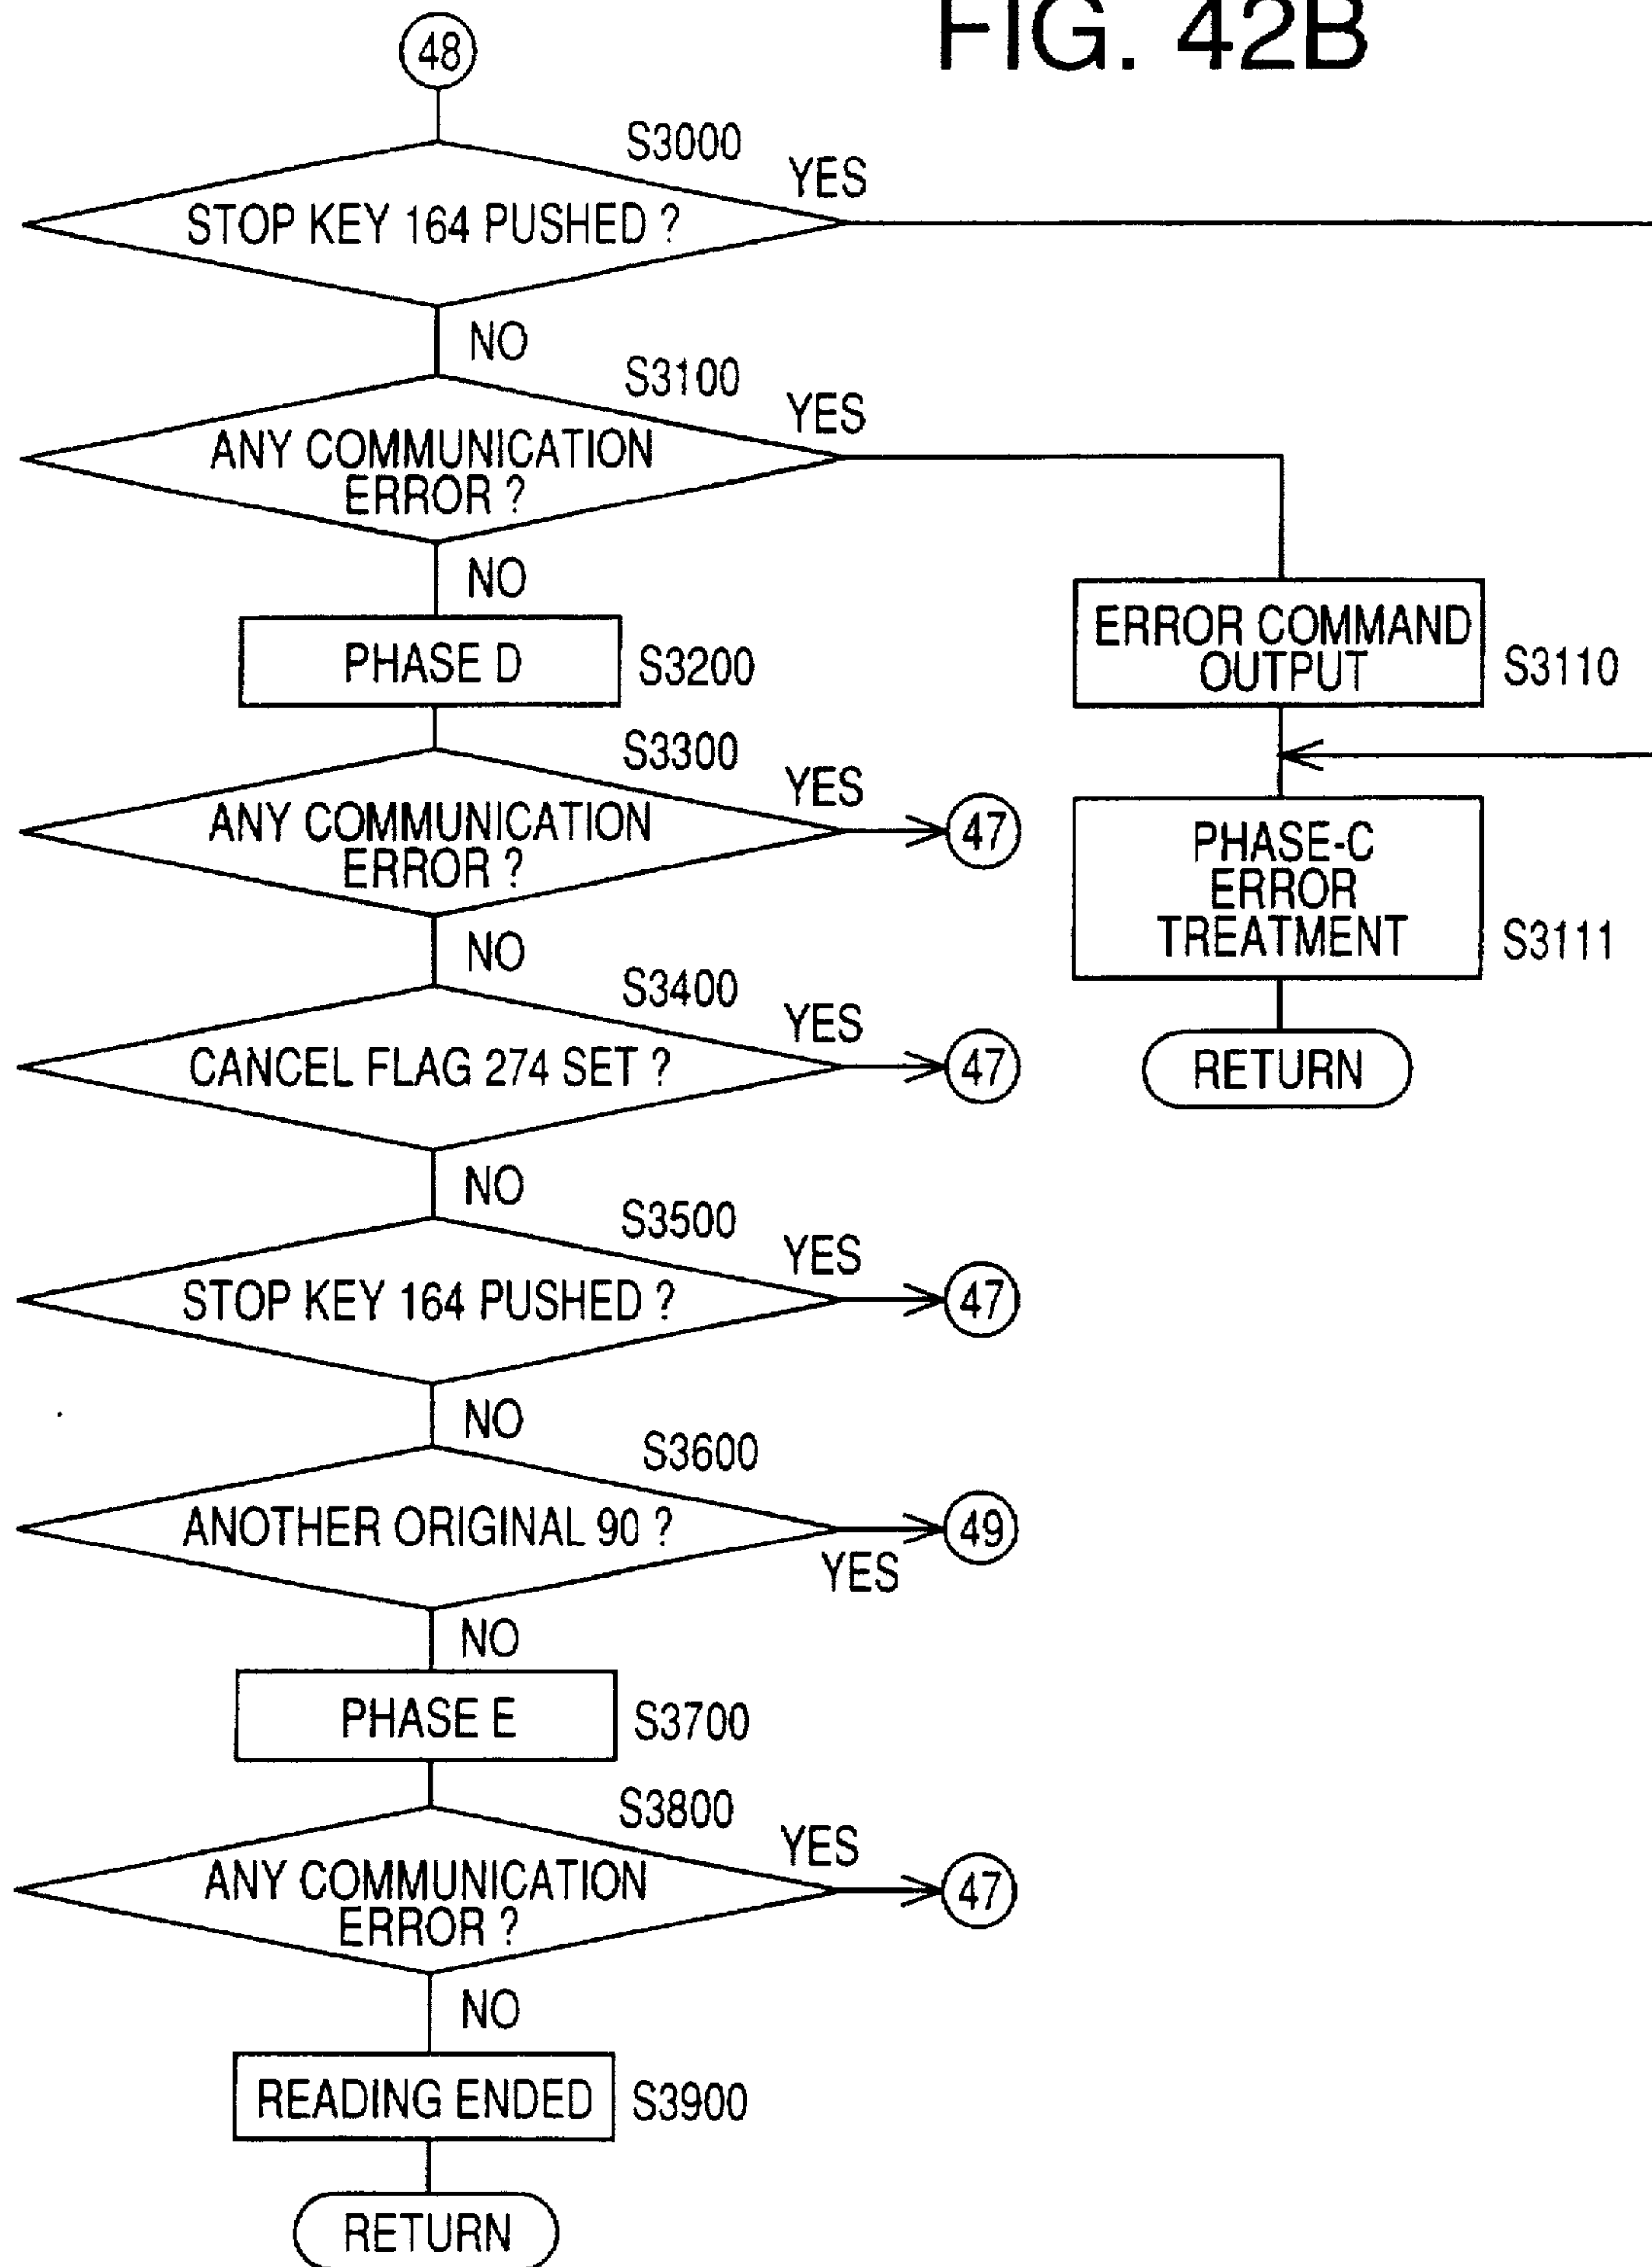 FIG. 42B
48
S3000
YES
STOP KEY 164 PUSHED ?
NO
S3100
YES
ANY COMMUNICATION
ERROR ?
NO
PHASE D
S3200
ERROR COMMAND
OUTPUT
S3110
S3300
YES
ANY COMMUNICATION
ERROR ?
47
NO
PHASE-C
ERROR
TREATMENT
S3111
RETURN
S3400
YES
CANCEL FLAG 274 SET ?
47
NO
S3500
YES
STOP KEY 164 PUSHED ?
47
NO
S3600
ANOTHER ORIGINAL 90 ?
49
YES
NO
PHASE E
S3700
S3800
YES
ANY COMMUNICATION
ERROR ?
47
NO
READING ENDED
S3900
RETURN